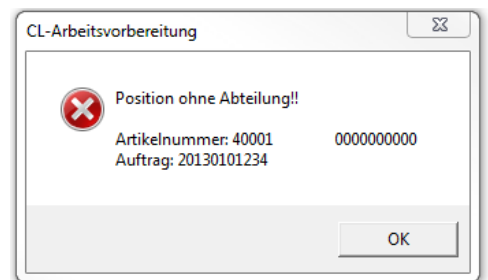 CL-Arbeitsvorbereitung
Position ohne Abteilung!!
Artikelnummer: 40001 0000000000
Auftrag: 20130101234
OK